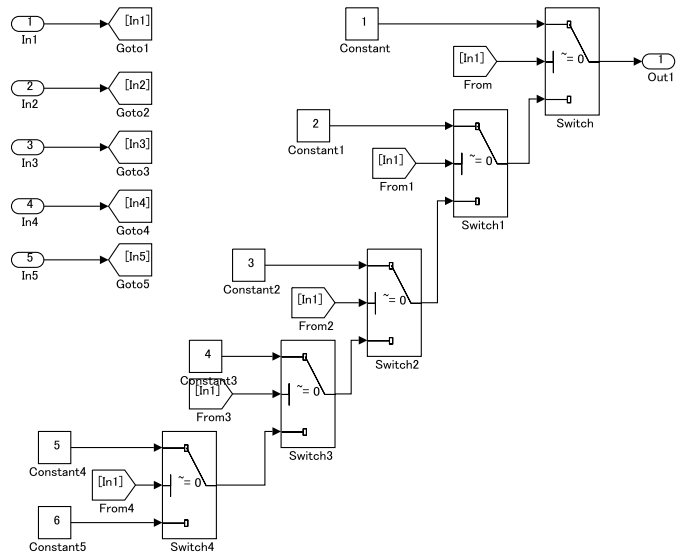 1
In1
[In1]
Goto1
2
In2
[In2]
Goto2
3
In3
[In3]
Goto3
4
In4
[In4]
Goto4
5
In5
[In5]
Goto5
1
Constant
[In1]
From
~= 0
Switch
1
Out1
2
Constant1
[In1]
From1
~= 0
Switch1
3
Constant2
[In1]
From2
~= 0
Switch2
4
Constant3
[In1]
From3
~= 0
Switch3
5
Constant4
[In1]
From4
~= 0
Switch4
6
Constant5